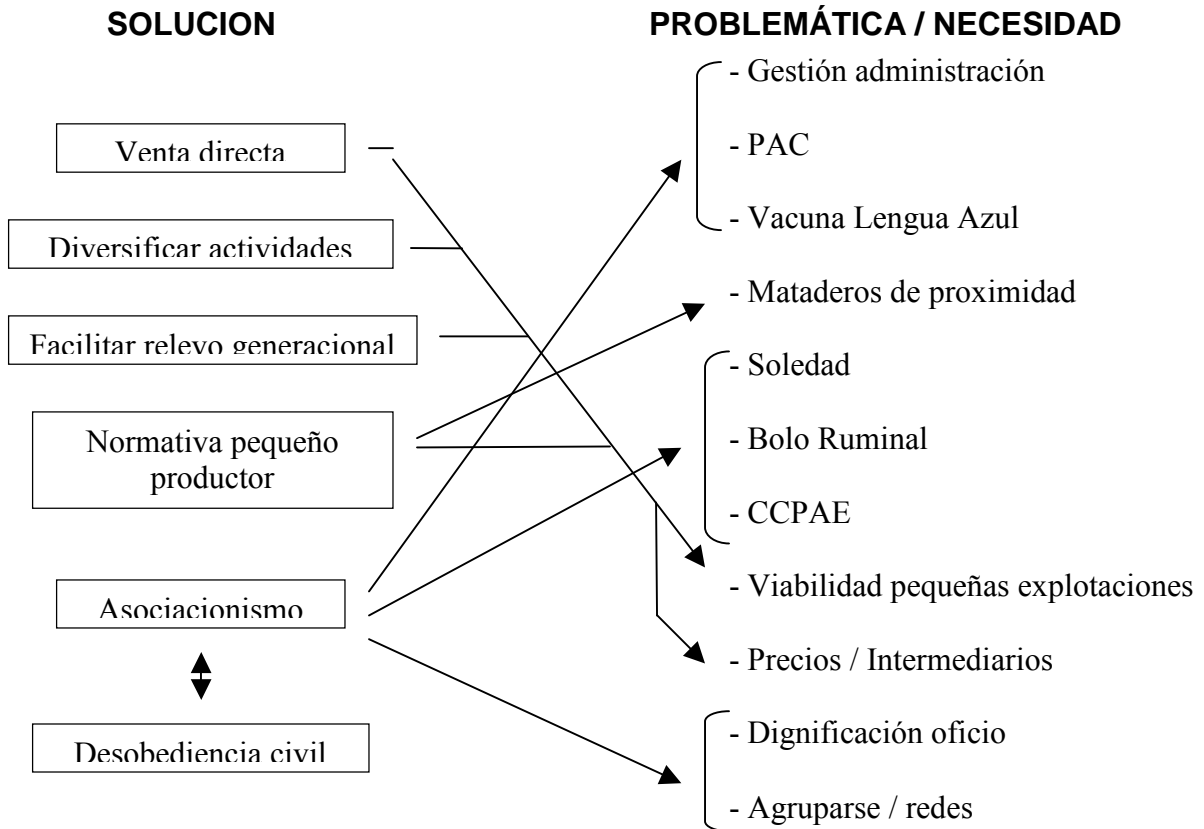 SOLUCION
PROBLEMÁTICA / NECESIDAD
Venta directa
Diversificar actividades
Facilitar relevo generacional
Normativa pequeño
productor
Asociacionismo
Desobediencia civil
- Gestión administración
- PAC
- Vacuna Lengua Azul
- Mataderos de proximidad
- Soledad
- Bolo Ruminal
- CCPAE
- Viabilidad pequeñas explotaciones
- Precios / Intermediarios
- Dignificación oficio
- Agruparse / redes